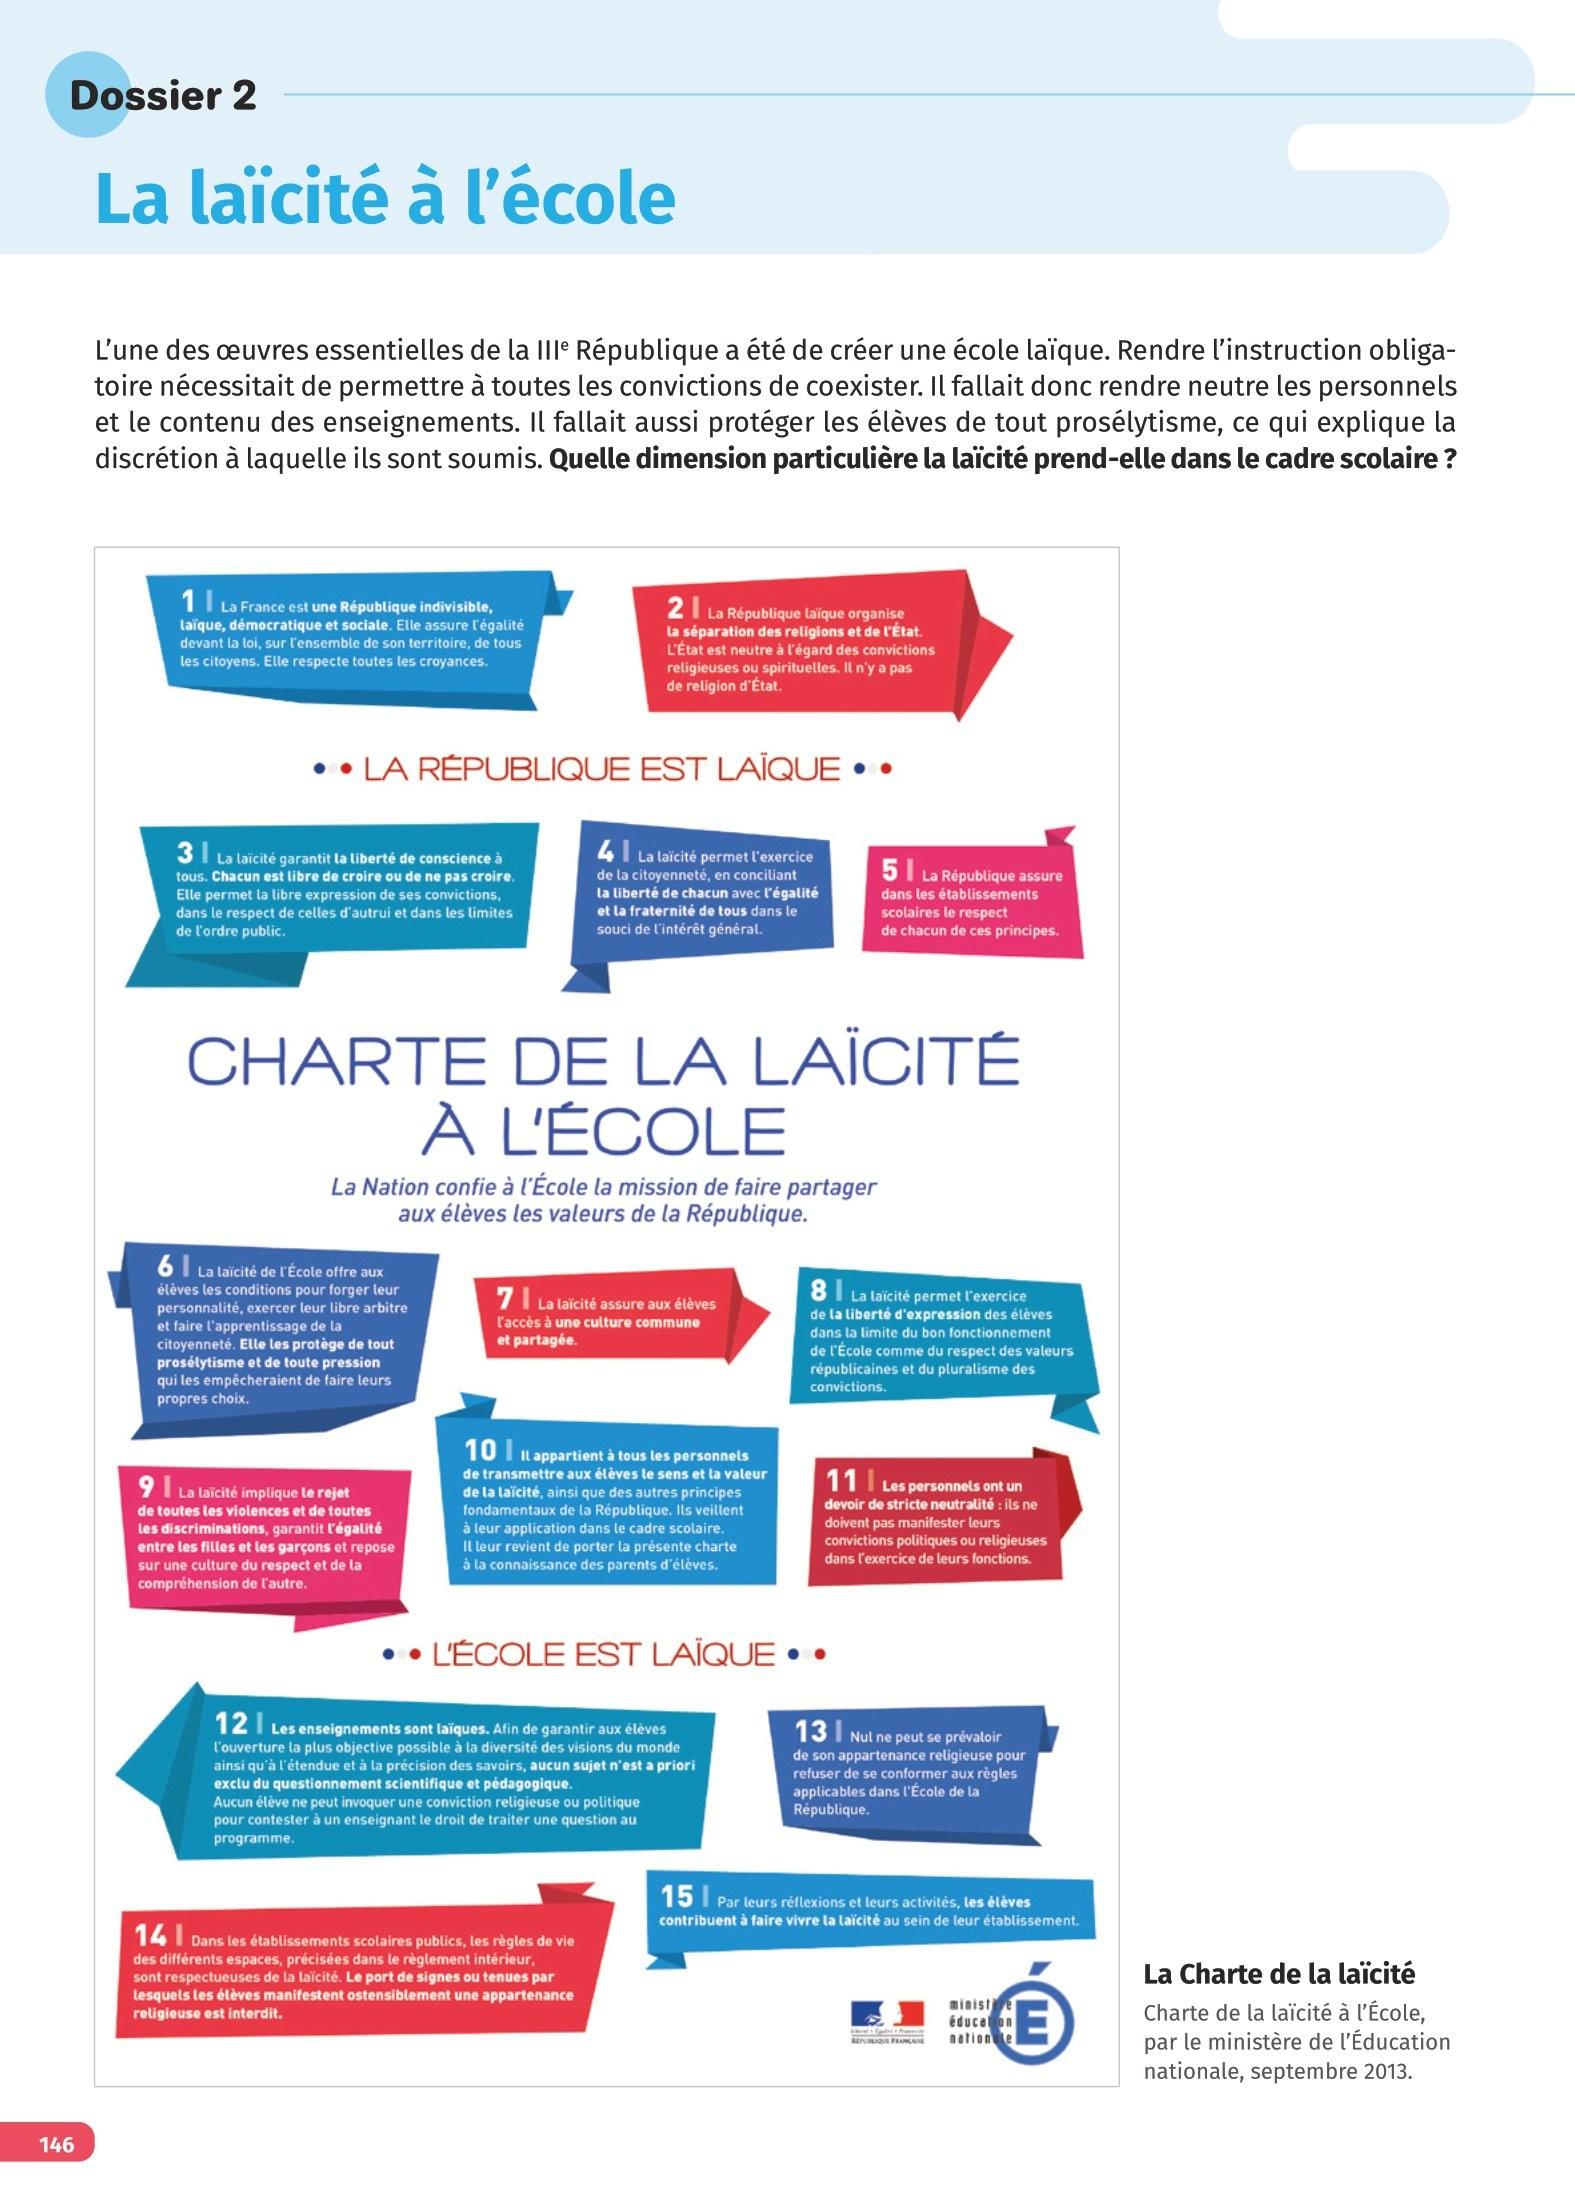 Dossier 2
La laïcité à l’école
L’une des œuvres essentielles de la IIIe République a été de créer une école laïque. Rendre l’instruction obliga-
toire nécessitait de permettre à toutes les convictions de coexister. Il fallait donc rendre neutre les personnels
et le contenu des enseignements. Il fallait aussi protéger les élèves de tout prosélytisme, ce qui explique la
discrétion à laquelle ils sont soumis. Quelle dimension particulière la laïcité prend-elle dans le cadre scolaire ?
1 | La France est une République indivisible,
laïque, démocratique et sociale. Elle assure l'égalité
devant la loi, sur l'ensemble de son territoire, de tous
les citoyens. Elle respecte toutes les croyances.
2 | La République laïque organise
la séparation des religions et de l'État.
L'État est neutre à l'égard des convictions
religieuses ou spirituelles. Il n'y a pas
de religion d'État.
LA RÉPUBLIQUE EST LAÏQUE
3 | La laïcité garantit la liberté de conscience à
tous. Chacun est libre de croire ou de ne pas croire.
Elle permet la libre expression de ses convictions,
dans le respect de celles d'autrui et dans les limites
de l'ordre public.
4 | La laïcité permet l'exercice
de la citoyenneté, en conciliant
la liberté de chacun avec l'égalité
et la fraternité de tous dans le
souci de l'intérêt général.
5 | La République assure
dans les établissements
scolaires le respect
de chacun de ces principes.
CHARTE DE LA LAÏCITÉ
À L'ÉCOLE
La Nation confie à l'École la mission de faire partager
aux élèves les valeurs de la République.
6 | La laïcité de l'École offre aux
élèves les conditions pour forger leur
personnalité, exercer leur libre arbitre
et faire l'apprentissage de la
citoyenneté. Elle les protège de tout
prosélytisme et de toute pression
qui les empêcheraient de faire leurs
propres choix.
7 | La laïcité assure aux élèves
l'accès à une culture commune
et partagée.
8 | La laïcité permet l'exercice
de la liberté d'expression des élèves
dans la limite du bon fonctionnement
de l'École comme du respect des valeurs
républicaines et du pluralisme des
convictions.
9 | La laïcité implique le rejet
de toutes les violences et de toutes
les discriminations, garantit l'égalité
entre les filles et les garçons et repose
sur une culture du respect et de la
compréhension de l'autre.
10 | Il appartient à tous les personnels
de transmettre aux élèves le sens et la valeur
de la laïcité, ainsi que des autres principes
fondamentaux de la République. Ils veillent
à leur application dans le cadre scolaire.
Il leur revient de porter la présente charte
à la connaissance des parents d'élèves.
11 | Les personnels ont un
devoir de stricte neutralité : ils ne
doivent pas manifester leurs
convictions politiques ou religieuses
dans l'exercice de leurs fonctions.
L'ÉCOLE EST LAÏQUE
12 | Les enseignements sont laïques. Afin de garantir aux élèves
l'ouverture la plus objective possible à la diversité des visions du monde
ainsi qu'à l'étendue et à la précision des savoirs, aucun sujet n'est a priori
exclu du questionnement scientifique et pédagogique.
Aucun élève ne peut invoquer une conviction religieuse ou politique
pour contester à un enseignant le droit de traiter une question au
programme.
13 | Nul ne peut se prévaloir
de son appartenance religieuse pour
refuser de se conformer aux règles
applicables dans l'École de la
République.
14 | Dans les établissements scolaires publics, les règles de vie
des différents espaces, précisées dans le règlement intérieur,
sont respectueuses de la laïcité. Le port de signes ou tenues par
lesquels les élèves manifestent ostensiblement une appartenance
religieuse est interdit.
15 | Par leurs réflexions et leurs activités, les élèves
contribuent à faire vivre la laïcité au sein de leur établissement.
Liberté • Égalité • Fraternité
RÉPUBLIQUE FRANÇAISE
ministère
éducation
nationale
É
La Charte de la laïcité
Charte de la laïcité à l’École,
par le ministère de l’Éducation
nationale, septembre 2013.
146